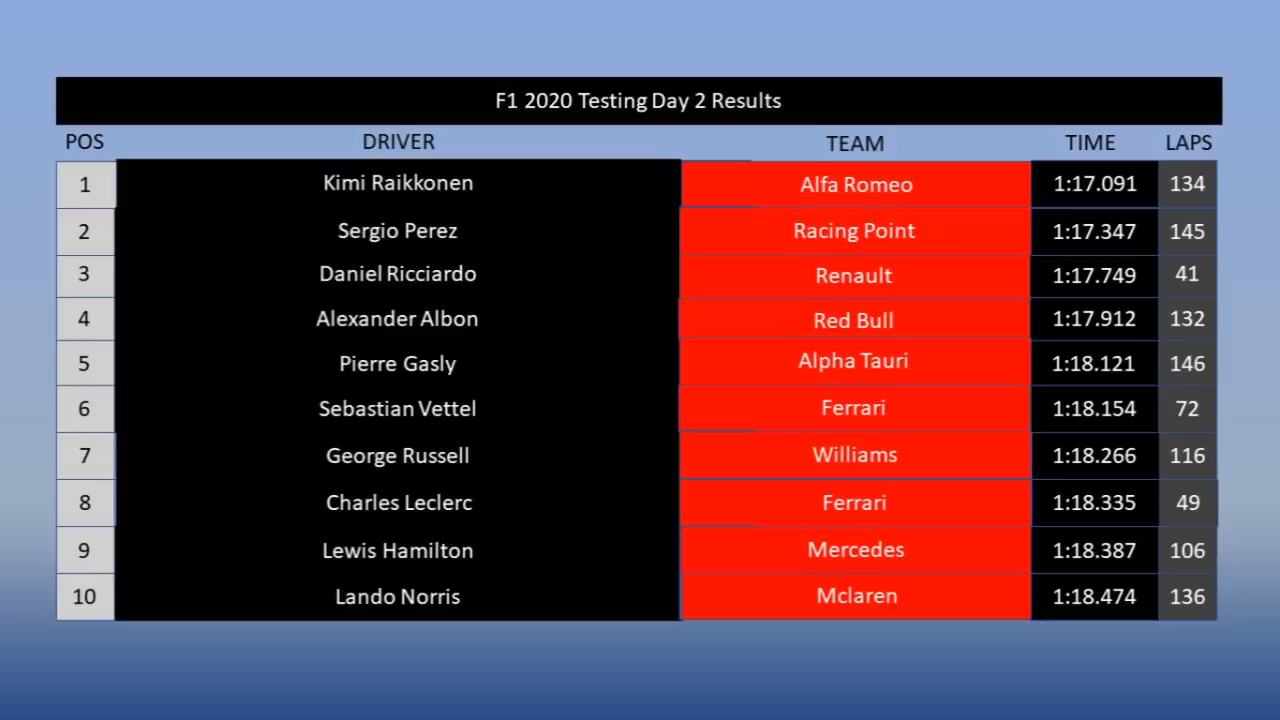 F1 2020 Testing Day 2 Results
POS DRIVER TEAM TIME LAPS
1 Kimi Raikkonen Alfa Romeo 1:17.091 134
2 Sergio Perez Racing Point 1:17.347 145
3 Daniel Ricciardo Renault 1:17.749 41
4 Alexander Albon Red Bull 1:17.912 132
5 Pierre Gasly Alpha Tauri 1:18.121 146
6 Sebastian Vettel Ferrari 1:18.154 72
7 George Russell Williams 1:18.266 116
8 Charles Leclerc Ferrari 1:18.335 49
9 Lewis Hamilton Mercedes 1:18.387 106
10 Lando Norris Mclaren 1:18.474 136